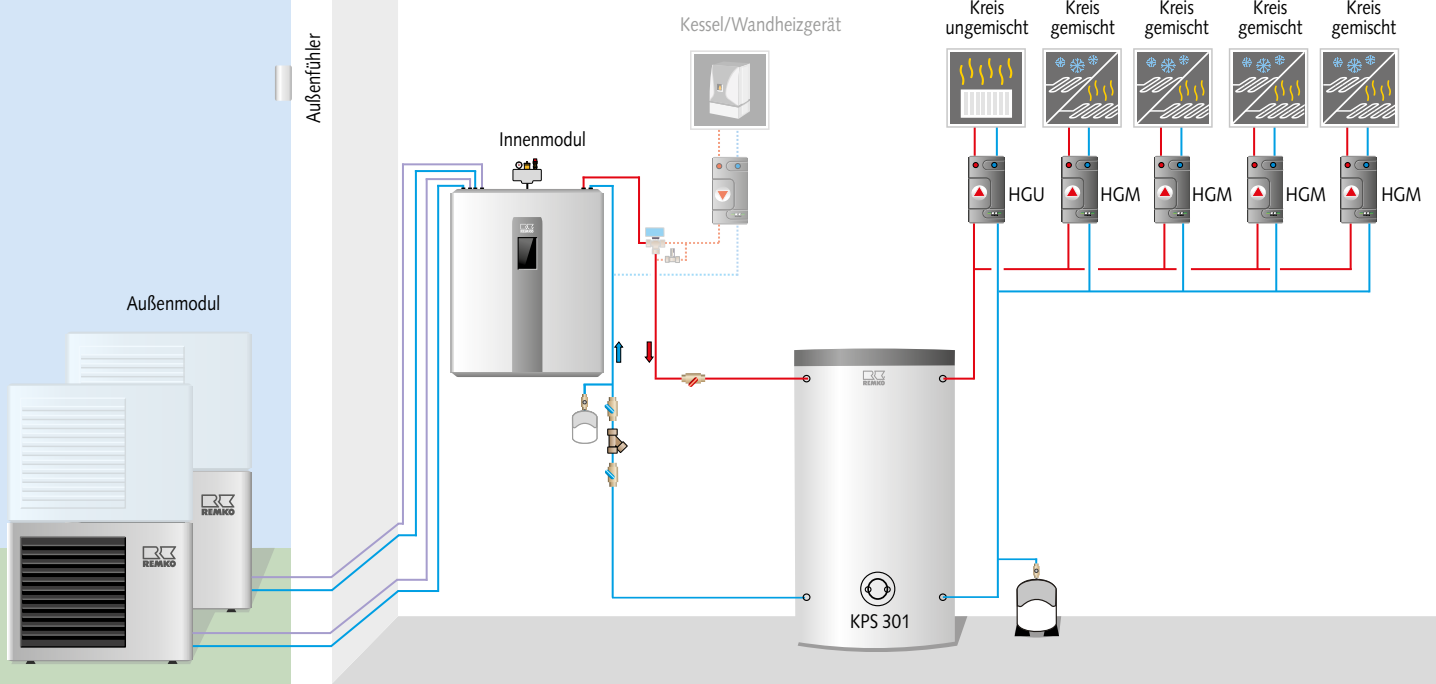 Kessel/Wandheizgerät
Kreis
ungemischt
Kreis
gemischt
Kreis
gemischt
Kreis
gemischt
Kreis
gemischt
Außenfühler
Innenmodul
REMKO
HGU
HGM
HGM
HGM
HGM
Außenmodul
REMKO
REMKO
REMKO
KPS 301